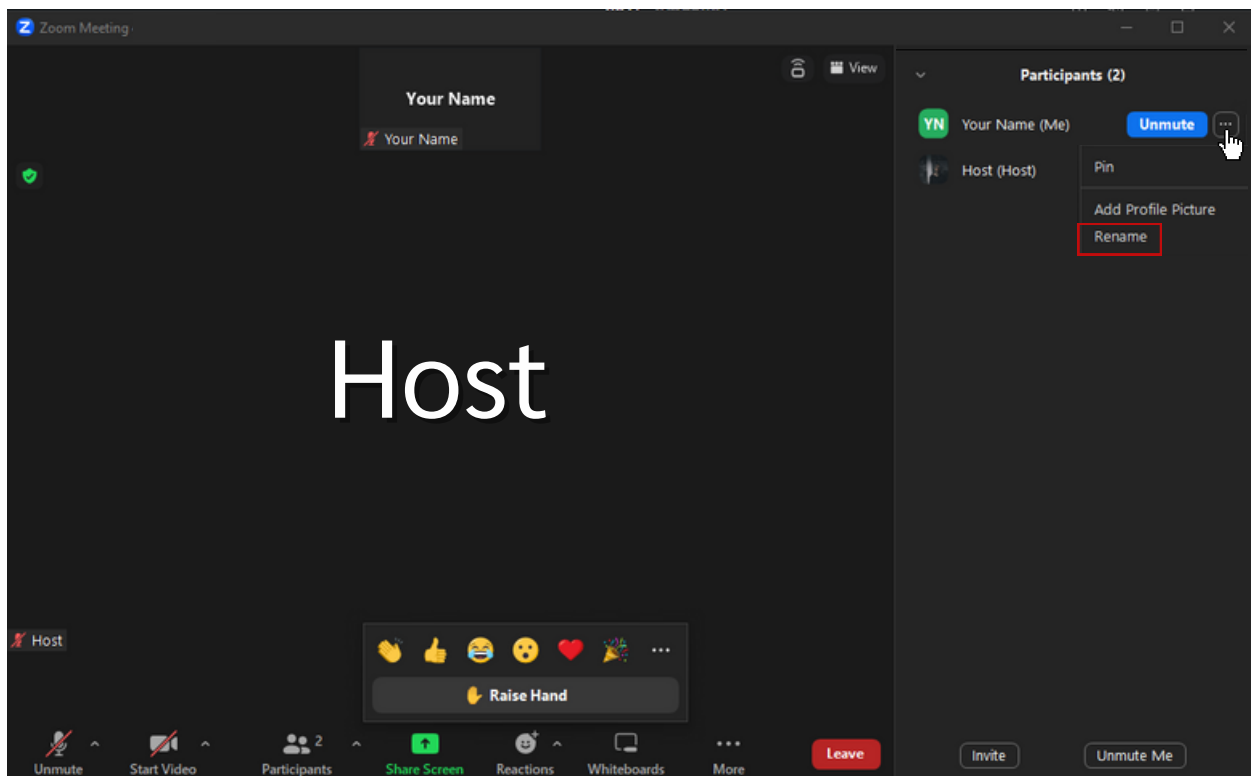 Zoom Meeting
View
Your Name
Your Name
Host
Host
👏 👍 😂 😮 ❤️ 🎉 ...
✋ Raise Hand
Unmute
Start Video
2
Participants
Share Screen
Reactions
Whiteboards
More
Leave
Participants (2)
YN Your Name (Me) Unmute ...
Host (Host)
Pin
Add Profile Picture
Rename
Invite
Unmute Me